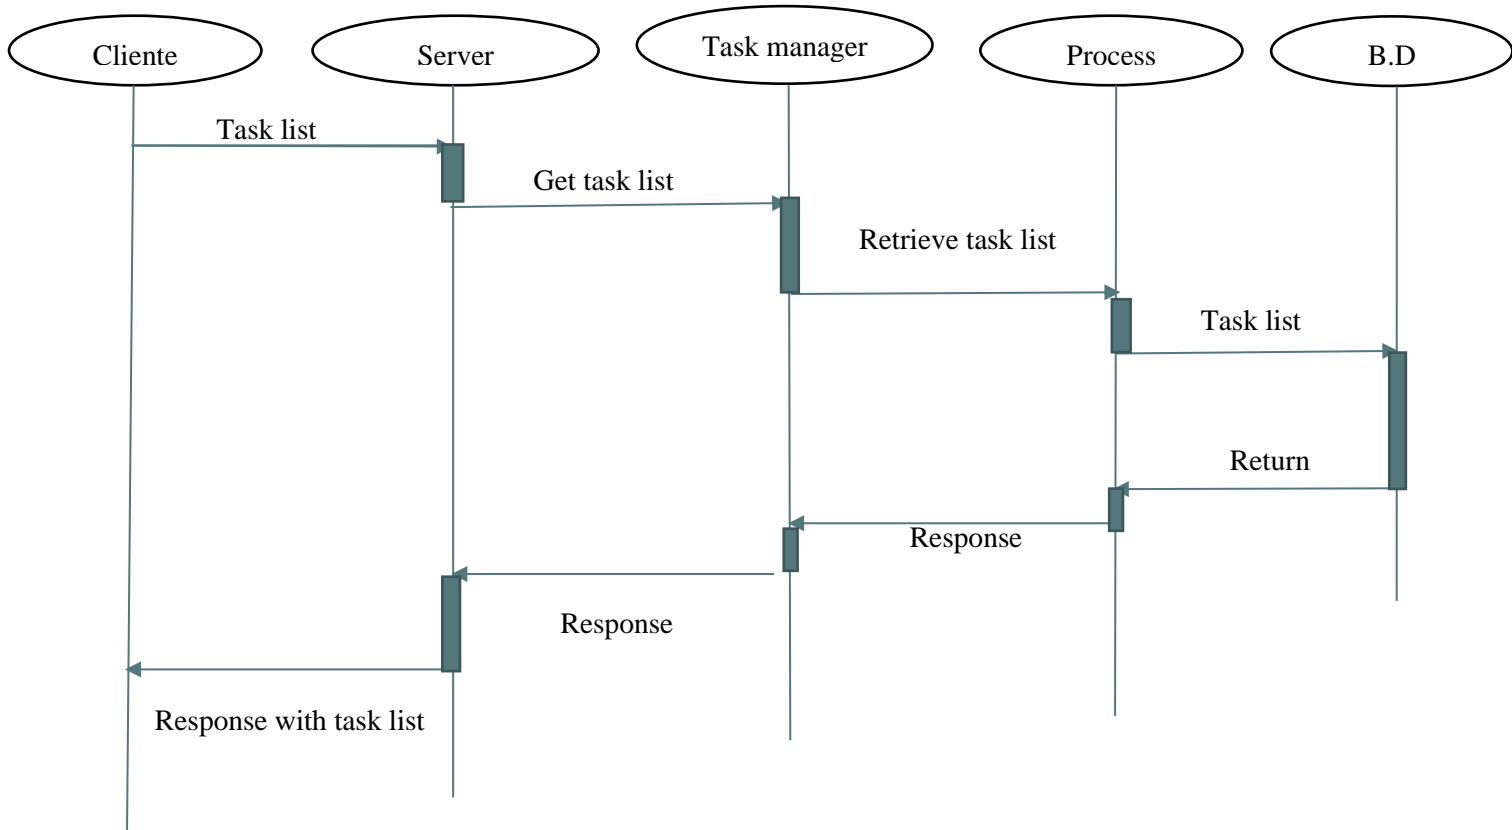 Cliente
Server
Task manager
Process
B.D
Task list
Get task list
Retrieve task list
Task list
Return
Response
Response
Response with task list